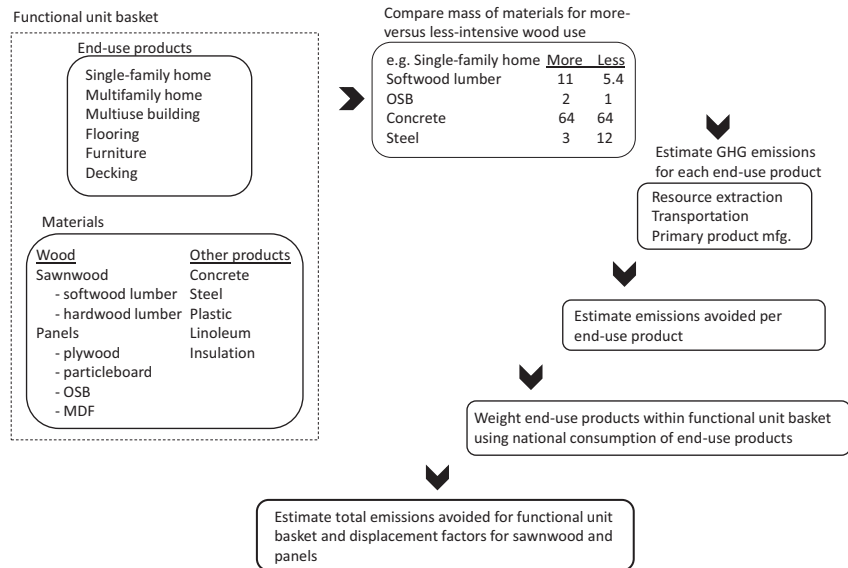 Functional unit basket
End-use products
Single-family home
Multifamily home
Multiuse building
Flooring
Furniture
Decking
Materials
Wood Other products
Sawnwood Concrete
- softwood lumber Steel
- hardwood lumber Plastic
Panels Linoleum
- plywood Insulation
- particleboard
- OSB
- MDF
Compare mass of materials for more-
versus less-intensive wood use
e.g. Single-family home More Less
Softwood lumber 11 5.4
OSB 2 1
Concrete 64 64
Steel 3 12
Estimate GHG emissions
for each end-use product
Resource extraction
Transportation
Primary product mfg.
Estimate emissions avoided per
end-use product
Weight end-use products within functional unit basket
using national consumption of end-use products
Estimate total emissions avoided for functional unit
basket and displacement factors for sawnwood and
panels